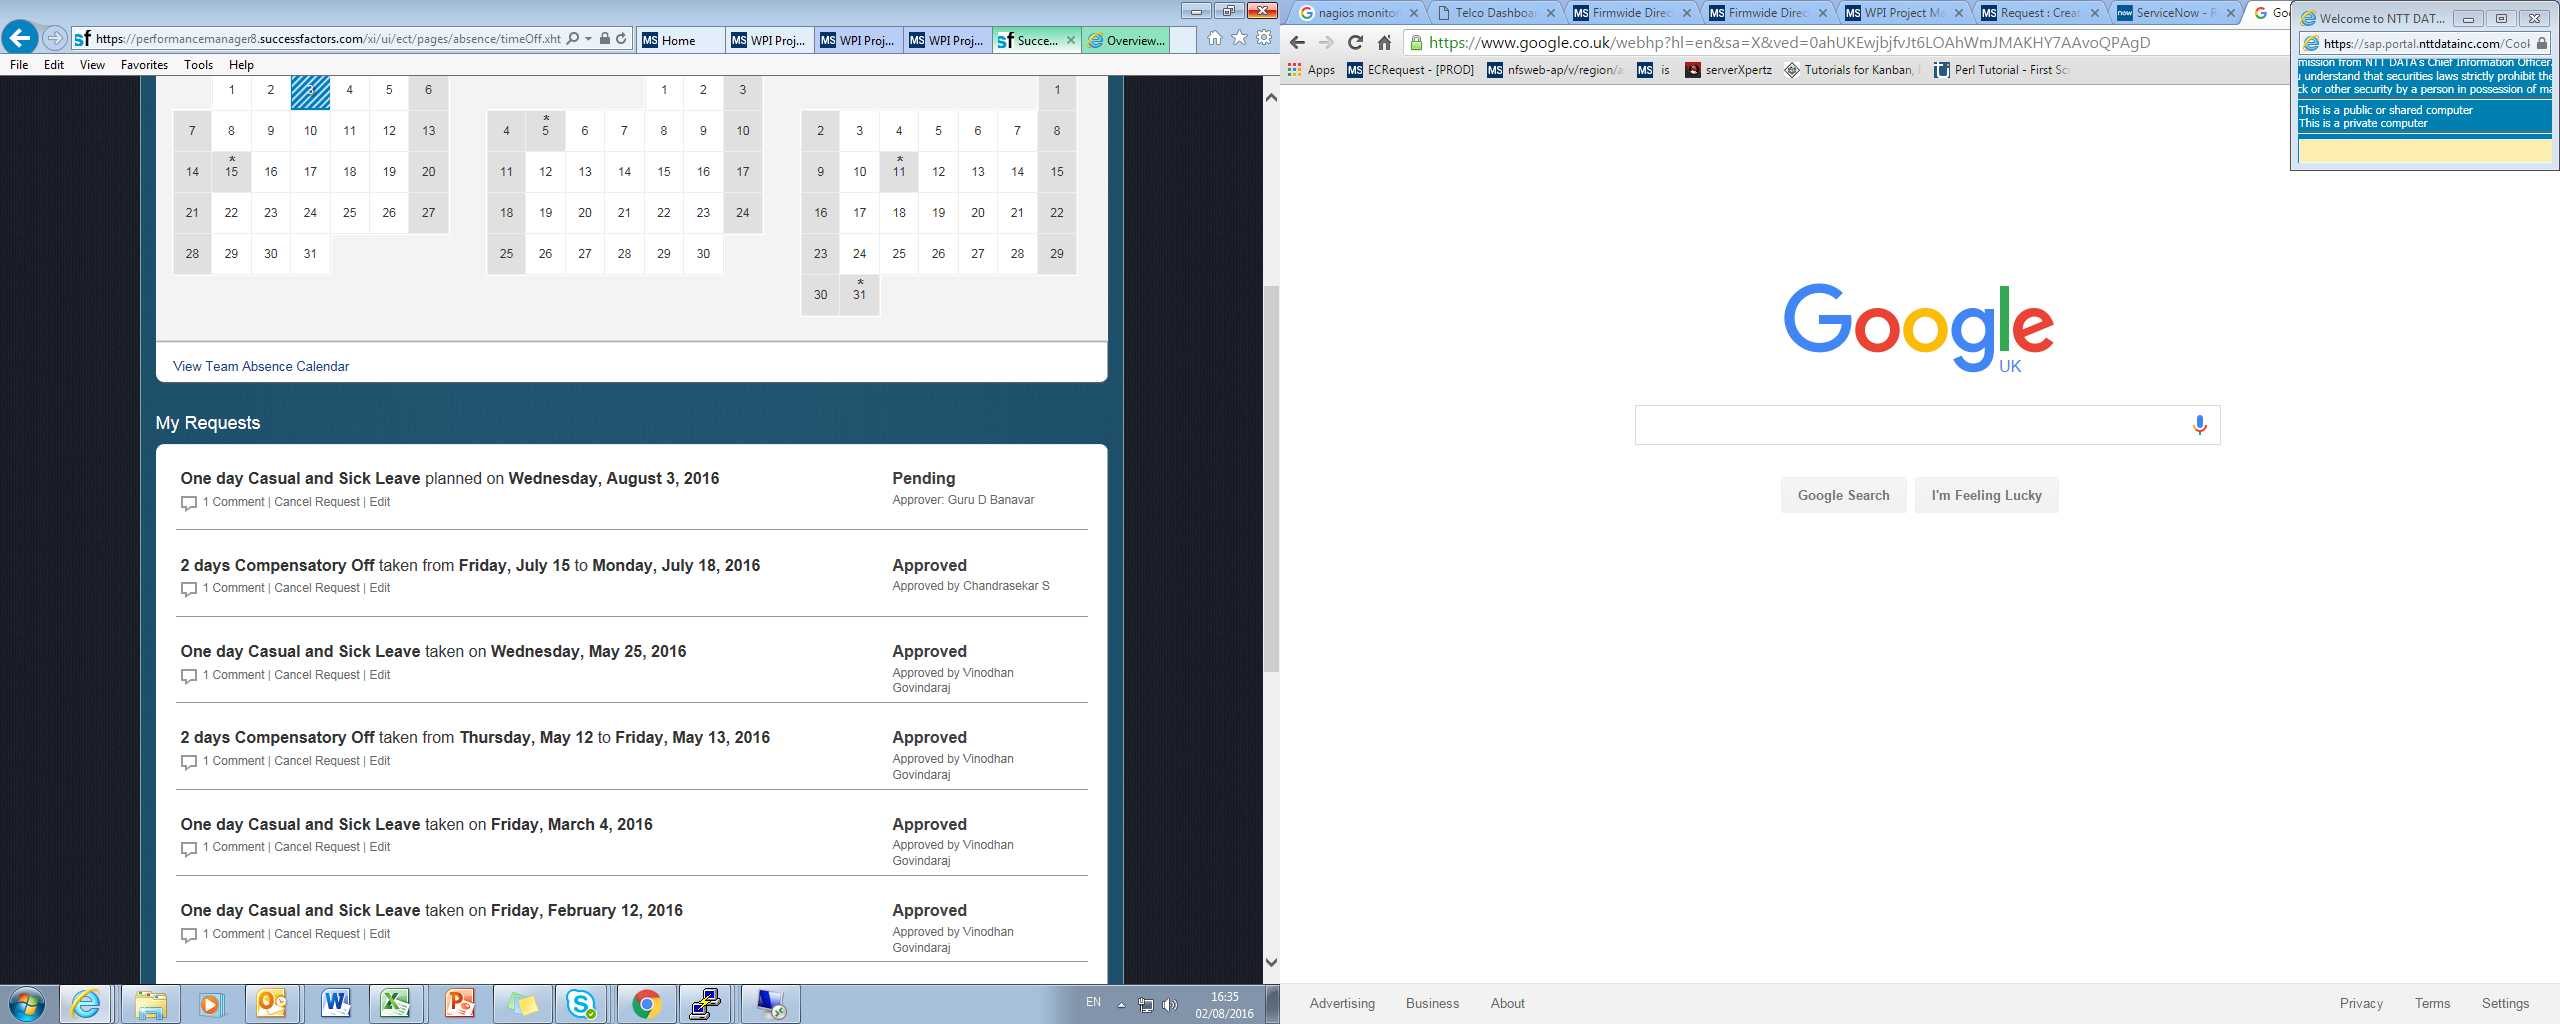 https://performancemanager8.successfactors.com/xi/ui/ect/pages/absence/timeOff.xht
Home
WPI Proj...
WPI Proj...
WPI Proj...
Succe...
Overview...
File Edit View Favorites Tools Help
1 2 3 4 5 6
7 8 9 10 11 12 13
*
14 15 16 17 18 19 20
21 22 23 24 25 26 27
28 29 30 31
1 2 3
*
4 5 6 7 8 9 10
11 12 13 14 15 16 17
18 19 20 21 22 23 24
25 26 27 28 29 30
1
2 3 4 5 6 7 8
*
9 10 11 12 13 14 15
16 17 18 19 20 21 22
23 24 25 26 27 28 29
*
30 31
View Team Absence Calendar
My Requests
One day Casual and Sick Leave planned on Wednesday, August 3, 2016
1 Comment | Cancel Request | Edit
Pending
Approver: Guru D Banavar
2 days Compensatory Off taken from Friday, July 15 to Monday, July 18, 2016
1 Comment | Cancel Request | Edit
Approved
Approved by Chandrasekar S
One day Casual and Sick Leave taken on Wednesday, May 25, 2016
1 Comment | Cancel Request | Edit
Approved
Approved by Vinodhan
Govindaraj
2 days Compensatory Off taken from Thursday, May 12 to Friday, May 13, 2016
1 Comment | Cancel Request | Edit
Approved
Approved by Vinodhan
Govindaraj
One day Casual and Sick Leave taken on Friday, March 4, 2016
1 Comment | Cancel Request | Edit
Approved
Approved by Vinodhan
Govindaraj
One day Casual and Sick Leave taken on Friday, February 12, 2016
1 Comment | Cancel Request | Edit
Approved
Approved by Vinodhan
Govindaraj
EN
16:35
02/08/2016
nagios monitor
Telco Dashboar
MS Firmwide Direc
MS Firmwide Direc
MS WPI Project Ma
MS Request : Creat
now ServiceNow - R
Go
https://www.google.co.uk/webhp?hl=en&sa=X&ved=0ahUKEwjbjfvJt6LOAhWmJMAKHY7AAvoQPAgD
Apps
MS ECRequest - [PROD]
MS nfsweb-ap/v/region/a
MS is
serverXpertz
Tutorials for Kanban,
Perl Tutorial - First Sc
Welcome to NTT DAT...
https://sap.portal.nttdatainc.com/Cool
mission from NTT DATA's Chief Information Officer.
u understand that securities laws strictly prohibit the
ck or other security by a person in possession of ma
This is a public or shared computer
This is a private computer
Google
UK
Google Search
I'm Feeling Lucky
Advertising Business About
Privacy Terms Settings